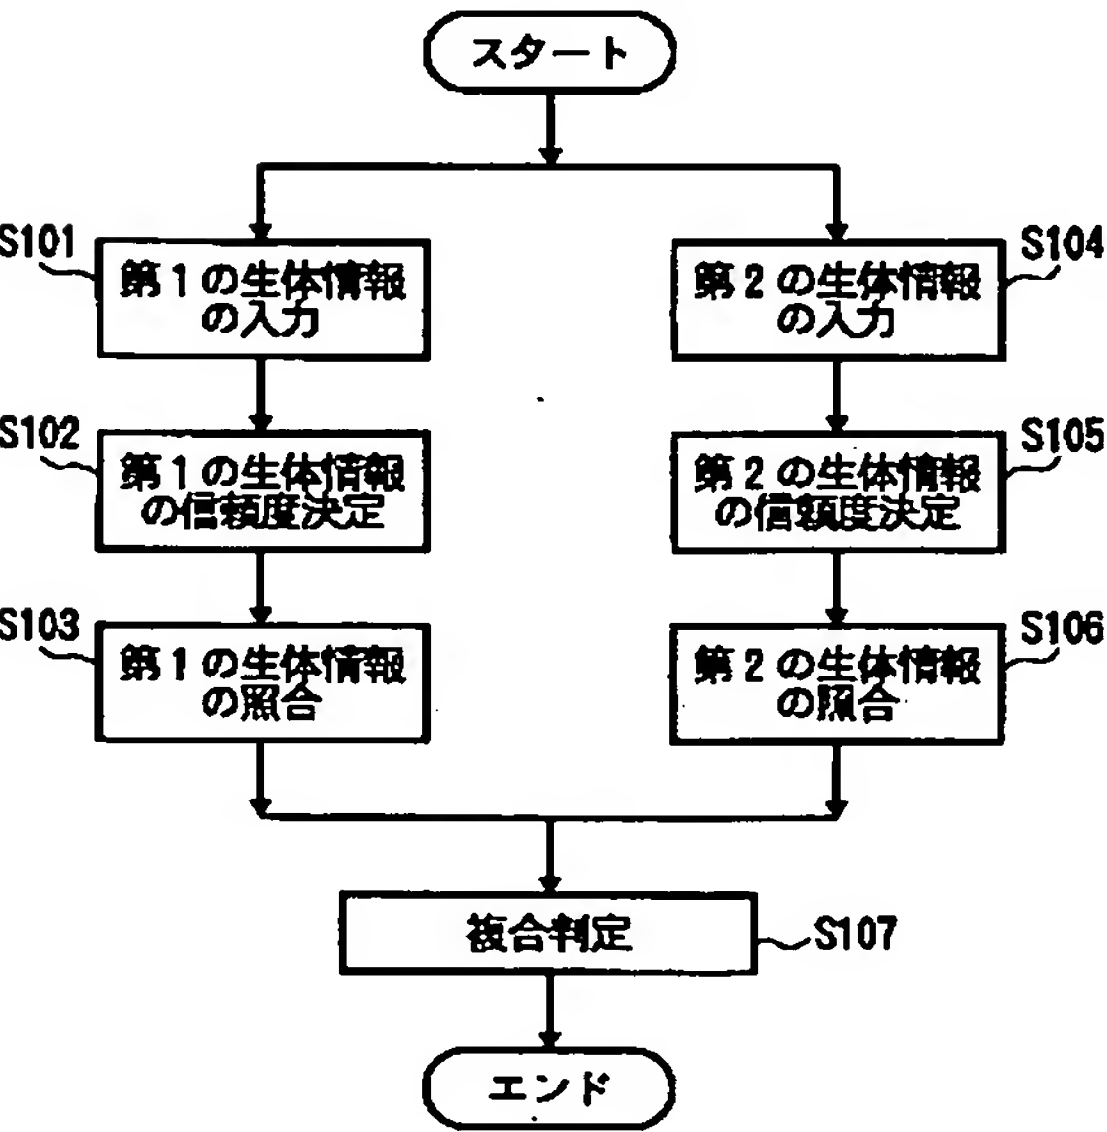 スタート
S101
第1の生体情報
の入力
S104
第2の生体情報
の入力
S102
第1の生体情報
の信頼度決定
S105
第2の生体情報
の信頼度決定
S103
第1の生体情報
の照合
S106
第2の生体情報
の照合
複合判定
S107
エンド